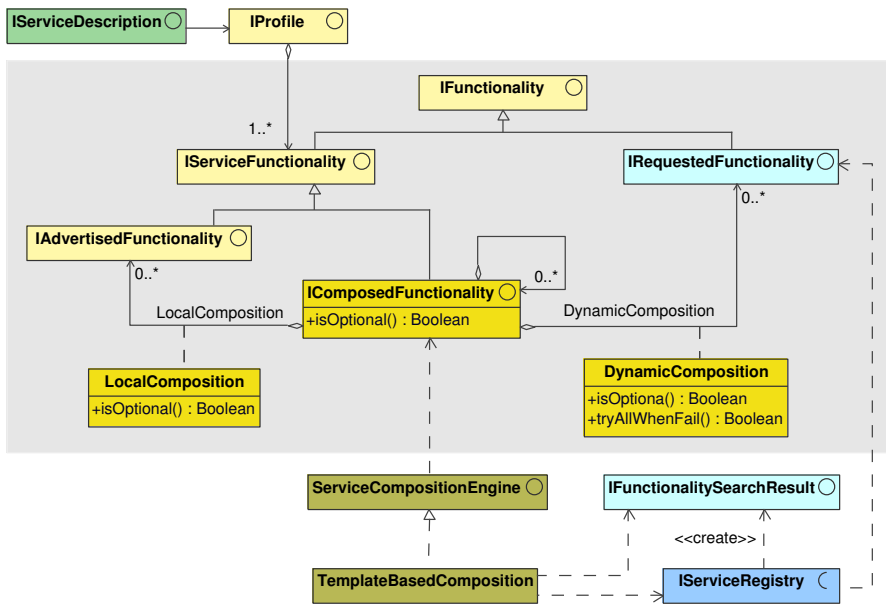 IServiceDescription
IProfile
IFunctionality
1..*
IServiceFunctionality
IRequestedFunctionality
0..*
IAdvertisedFunctionality
0..*
0..*
IComposedFunctionality
+isOptional() : Boolean
LocalComposition
DynamicComposition
LocalComposition
+isOptional() : Boolean
DynamicComposition
+isOptiona() : Boolean
+tryAllWhenFail() : Boolean
ServiceCompositionEngine
IFunctionalitySearchResult
<<create>>
TemplateBasedComposition
IServiceRegistry